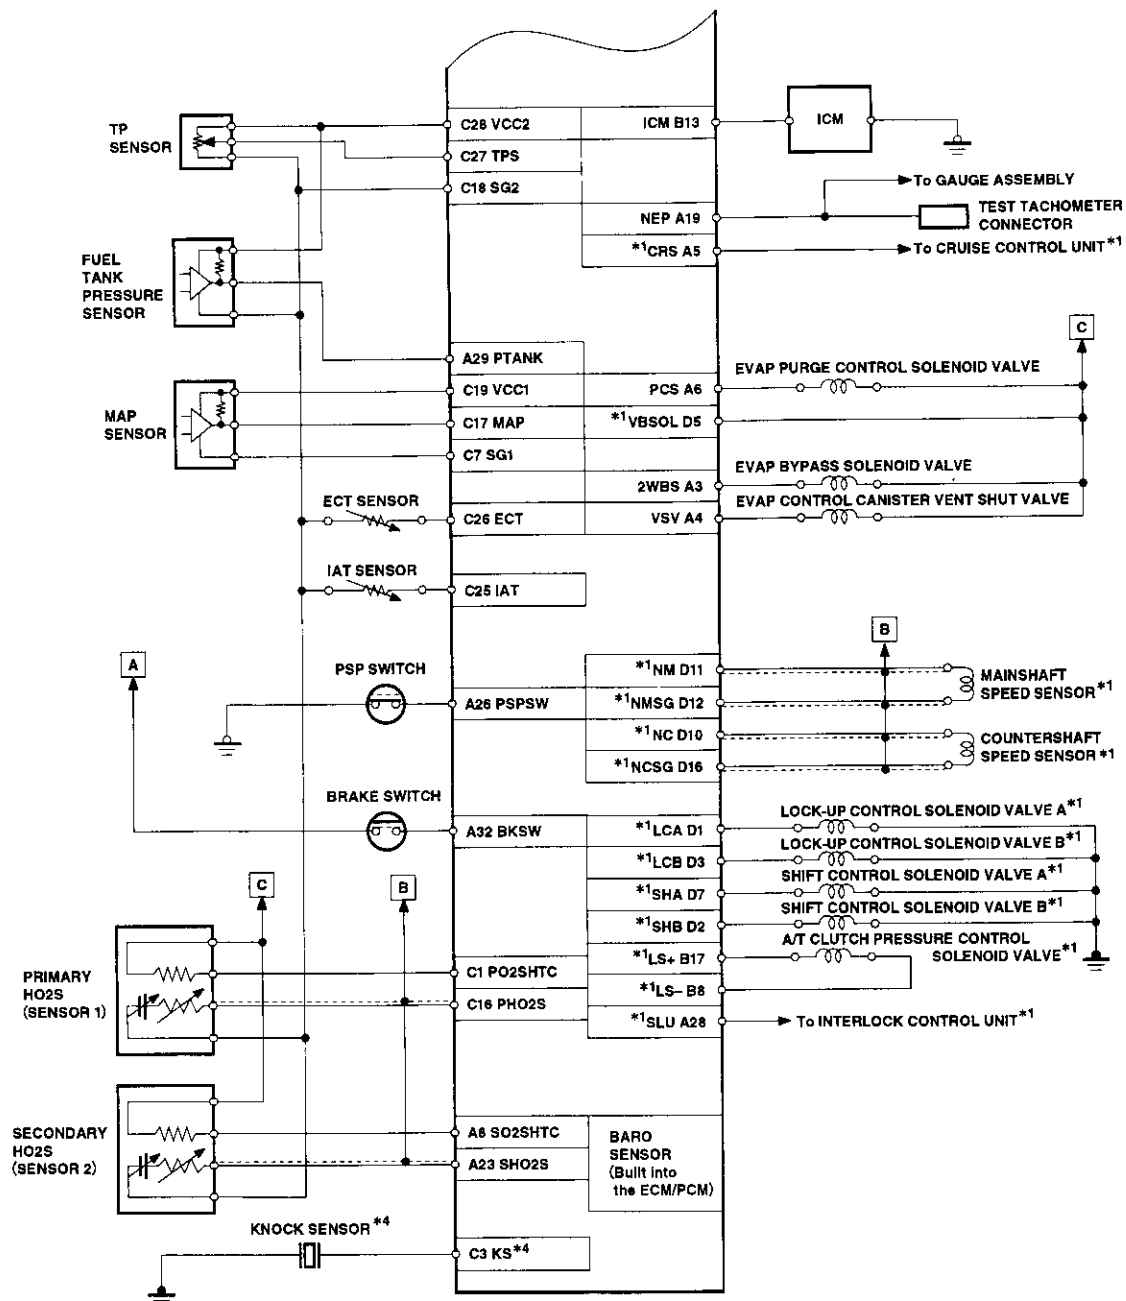 TP
SENSOR
C28 VCC2
C27 TPS
C18 SG2
ICM B13
ICM
To GAUGE ASSEMBLY
NEP A19
TEST TACHOMETER
CONNECTOR
*1CRS A5
To CRUISE CONTROL UNIT*1
FUEL
TANK
PRESSURE
SENSOR
A29 PTANK
C
EVAP PURGE CONTROL SOLENOID VALVE
C19 VCC1
PCS A6
MAP
SENSOR
C17 MAP
*1VBSOL D5
C7 SG1
EVAP BYPASS SOLENOID VALVE
2WBS A3
EVAP CONTROL CANISTER VENT SHUT VALVE
ECT SENSOR
C26 ECT
VSV A4
IAT SENSOR
C25 IAT
B
A
PSP SWITCH
A26 PSPSW
*1NM D11
*1NMSG D12
MAINSHAFT
SPEED SENSOR*1
*1NC D10
*1NCSG D16
COUNTERSHAFT
SPEED SENSOR*1
BRAKE SWITCH
A32 BKSW
*1LCA D1
LOCK-UP CONTROL SOLENOID VALVE A*1
*1LCB D3
LOCK-UP CONTROL SOLENOID VALVE B*1
*1SHA D7
SHIFT CONTROL SOLENOID VALVE A*1
*1SHB D2
SHIFT CONTROL SOLENOID VALVE B*1
*1LS+ B17
A/T CLUTCH PRESSURE CONTROL
SOLENOID VALVE*1
*1LS– B8
*1SLU A28
To INTERLOCK CONTROL UNIT*1
C
B
PRIMARY
HO2S
(SENSOR 1)
C1 PO2SHTC
C16 PHO2S
SECONDARY
HO2S
(SENSOR 2)
A8 SO2SHTC
A23 SHO2S
BARO
SENSOR
(Built into
the ECM/PCM)
KNOCK SENSOR*4
C3 KS*4